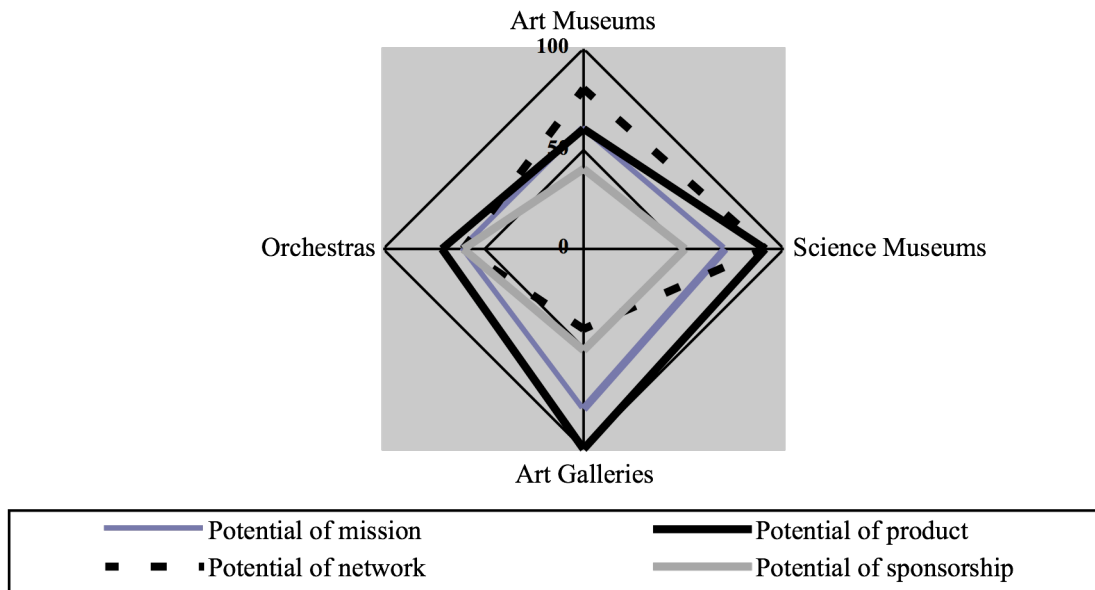 Art Museums
100
50
0
Orchestras
Science Museums
Art Galleries
Potential of mission
Potential of product
Potential of network
Potential of sponsorship